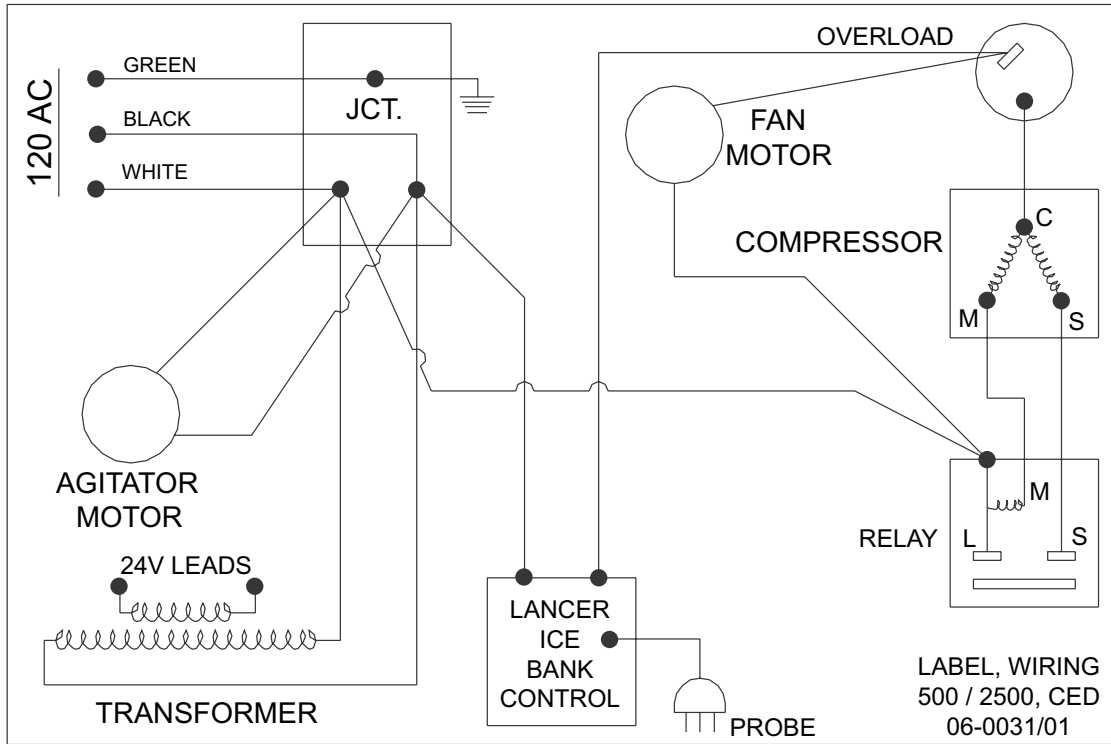 120 AC
GREEN
BLACK
WHITE
JCT.
OVERLOAD
FAN
MOTOR
COMPRESSOR
C
M
S
AGITATOR
MOTOR
24V LEADS
TRANSFORMER
LANCER
ICE
BANK
CONTROL
PROBE
RELAY
M
L
S
LABEL, WIRING
500 / 2500, CED
06-0031/01